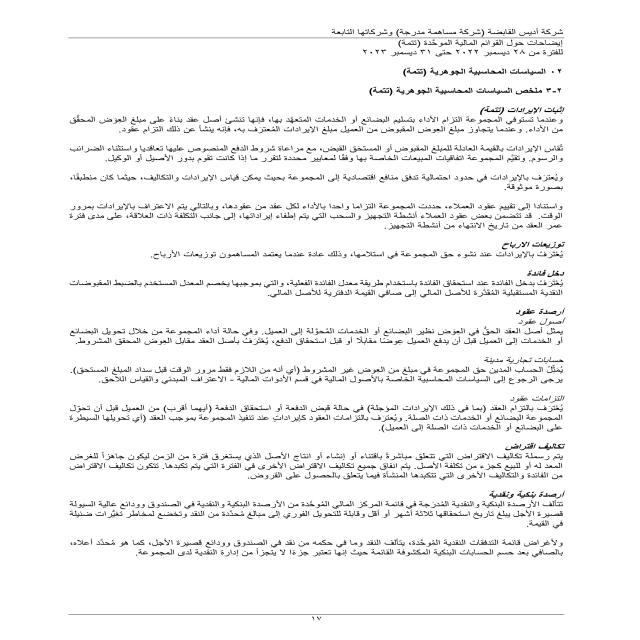 شركة أديس القابضة (شركة مساهمة مدرجة) وشركاتها التابعة
إيضاحات حول القوائم المالية الموحّدة (تتمة)
للفترة من ٢٨ ديسمبر ٢٠٢٢ حتى ٣١ ديسمبر ٢٠٢٣
٠٢ السياسات المحاسبية الجوهرية (تتمة)
٢-٣ ملخص السياسات المحاسبية الجوهرية (تتمة)
إثبات الإيرادات (تتمة)
وعندما تستوفي المجموعة التزام الأداء بتسليم البضائع أو الخدمات المتعهّد بها، فإنها تنشئ أصل عقد بناءً على مبلغ العِوَض المحقَّق
من الأداء. وعندما يتجاوز مبلغ العوض المقبوض من العميل مبلغ الإيرادات المُعترَف به، فإنه ينشأ عن ذلك التزام عقود.
تُقاس الإيرادات بالقيمة العادلة للمبلغ المقبوض أو المستحق القبض، مع مراعاة شروط الدفع المنصوص عليها تعاقديا واستثناء الضرائب
والرسوم. وتقيّم المجموعة اتفاقيات المبيعات الخاصة بها وفقًا لمعايير محددة لتقرر ما إذا كانت تقوم بدور الأصيل أو الوكيل.
ويُعترَف بالإيرادات في حدود احتمالية تدفق منافع اقتصادية إلى المجموعة بحيث يمكن قياس الإيرادات والتكاليف، حيثما كان منطبقًا،
بصورة موثوقة.
واستنادا إلى تقييم عقود العملاء، حددت المجموعة التزاما واحدا بالأداء لكل عقد من عقودها، وبالتالي يتم الاعتراف بالإيرادات بمرور
الوقت. قد تتضمن بعض عقود العملاء أنشطة التجهيز والسحب التي يتم إطفاء إيراداتها، إلى جانب التكلفة ذات العلاقة، على مدى فترة
عمر العقد من تاريخ الانتهاء من أنشطة التجهيز.
توزيعات الارباح
يُعترَفُ بالإيرادات عند نشوء حق المجموعة في استلامها، وذلك عادة عندما يعتمد المساهمون توزيعات الأرباح.
دخل فائدة
يُعترَف بدخل الفائدة عند استحقاق الفائدة باستخدام طريقة معدل الفائدة الفعلية، والتي بموجبها يخصم المعدل المستخدم بالضبط المقبوضات
النقدية المستقبلية المُقدَّرة للأصل المالي إلى صافي القيمة الدفترية للأصل المالي.
أرصدة عقود
أصول عقود
يمثل أصل العقد الحقَّ في العِوَض نظير البضائع أو الخدمات المُحوّلة إلى العميل. وفي حالة أداء المجموعة من خلال تحويل البضائع
أو الخدمات إلى العميل قبل أن يدفع العميل عِوضًا مقابلًا أو قبل استحقاق الدفع، يُعْترَفُ بأصل العقد مقابل العوض المحقق المشروط.
حسابات تجارية مدينة
يُمَثِّلُ الحساب المدين حق المجموعة في مبلغ من العوض غير المشروط (أي أنه من اللازم فقط مرور الوقت قبل سداد المبلغ المستحق).
يرجى الرجوع إلى السياسات المحاسبية الخاصة بالأصول المالية في قسم الأدوات المالية - الاعتراف المبدئي والقياس اللاحق.
التزامات عقود
يُعْترَف بالتزام العقد (بما في ذلك الإيرادات المؤجلة) في حالة قبض الدفعة أو استحقاق الدفعة (أيهما أقرب) من العميل قبل أن تحوّل
المجموعة البضائع أو الخدمات ذات الصلة. ويُعترَف بالتزامات العقود كإيرادات عند تنفيذ المجموعة بموجب العقد (أي تحويلها السيطرة
على البضائع أو الخدمات ذات الصلة إلى العميل).
تكاليف اقتراض
يتم رسملة تكاليف الاقتراض التي تتعلق مباشرة باقتناء أو إنشاء أو انتاج الأصل الذي يستغرق فترة من الزمن ليكون جاهزاً للغرض
المعد له أو للبيع كجزء من تكلفة الأصل. يتم إنفاق جميع تكاليف الاقتراض الأخرى في الفترة التي يتم تكبدها. تتكون تكاليف الاقتراض
من الفائدة والتكاليف الأخرى التي تتكبدها المنشأة فيما يتعلق بالحصول على القروض.
أرصدة بنكية ونقدية
تتألف الأرصدة البنكية والنقدية المُدرَجة في قائمة المركز المالي المُوحَّدة من الأرصدة البنكية والنقدية في الصندوق وودائع عالية السيولة
قصيرة الأجل يبلغ تاريخ استحقاقها ثلاثة أشهر أو أقل وقابلة للتحويل الفوري إلى مبالغ مُحدَّدة من النقد وتخضع لمخاطر تغيُّرات ضئيلة
في القيمة.
ولأغراض قائمة التدفقات النقدية المُوحَّدة، يتألف النقد وما في حكمه من نقد في الصندوق وودائع قصيرة الأجل، كما هو مُحدَّد أعلاه،
بالصافي بعد حسم الحسابات البنكية المكشوفة القائمة حيث إنها تعتبر جزءًا لا يتجزأ من إدارة النقدية لدى المجموعة.
١٧